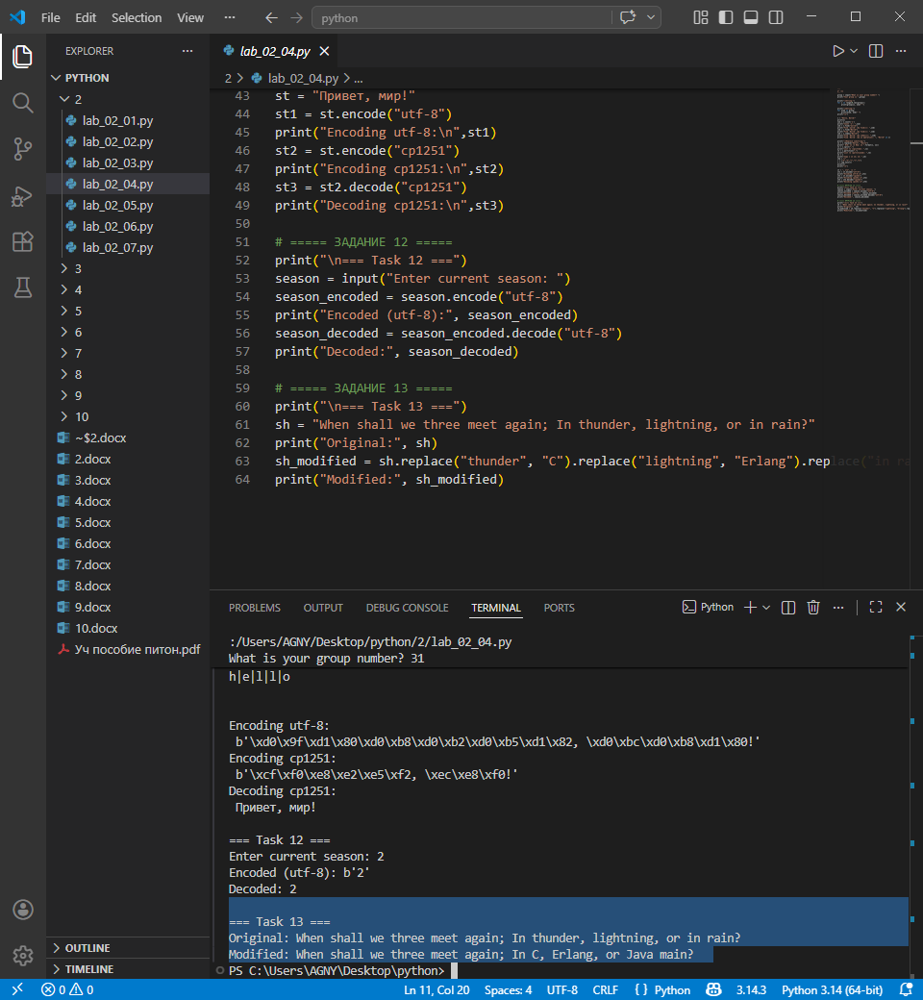 File Edit Selection View ··· python
EXPLORER ···
PYTHON
2
lab_02_01.py
lab_02_02.py
lab_02_03.py
lab_02_04.py
lab_02_05.py
lab_02_06.py
lab_02_07.py
3
4
5
6
7
8
9
10
~$2.docx
2.docx
3.docx
4.docx
5.docx
6.docx
7.docx
8.docx
9.docx
10.docx
Уч пособие питон.pdf
OUTLINE
TIMELINE
lab_02_04.py
2 > lab_02_04.py > ...
43 st = "Привет, мир!"
44 st1 = st.encode("utf-8")
45 print("Encoding utf-8:\n",st1)
46 st2 = st.encode("cp1251")
47 print("Encoding cp1251:\n",st2)
48 st3 = st2.decode("cp1251")
49 print("Decoding cp1251:\n",st3)
50
51 # ===== ЗАДАНИЕ 12 =====
52 print("\n=== Task 12 ===")
53 season = input("Enter current season: ")
54 season_encoded = season.encode("utf-8")
55 print("Encoded (utf-8):", season_encoded)
56 season_decoded = season_encoded.decode("utf-8")
57 print("Decoded:", season_decoded)
58
59 # ===== ЗАДАНИЕ 13 =====
60 print("\n=== Task 13 ===")
61 sh = "When shall we three meet again; In thunder, lightning, or in rain?"
62 print("Original:", sh)
63 sh_modified = sh.replace("thunder", "C").replace("lightning", "Erlang").replace("in ra
64 print("Modified:", sh_modified)
PROBLEMS OUTPUT DEBUG CONSOLE TERMINAL PORTS Python
:/Users/AGNY/Desktop/python/2/lab_02_04.py
What is your group number? 31
h|e|l|l|o
Encoding utf-8:
b'\xd0\x9f\xd1\x80\xd0\xb8\xd0\xb2\xd0\xb5\xd1\x82, \xd0\xbc\xd0\xb8\xd1\x80!'
Encoding cp1251:
b'\xcf\xf0\xe8\xe2\xe5\xf2, \xec\xe8\xf0!'
Decoding cp1251:
Привет, мир!
=== Task 12 ===
Enter current season: 2
Encoded (utf-8): b'2'
Decoded: 2
=== Task 13 ===
Original: When shall we three meet again; In thunder, lightning, or in rain?
Modified: When shall we three meet again; In C, Erlang, or Java main?
PS C:\Users\AGNY\Desktop\python>
0 0 Ln 11, Col 20 Spaces: 4 UTF-8 CRLF { } Python 3.14.3 Python 3.14 (64-bit)